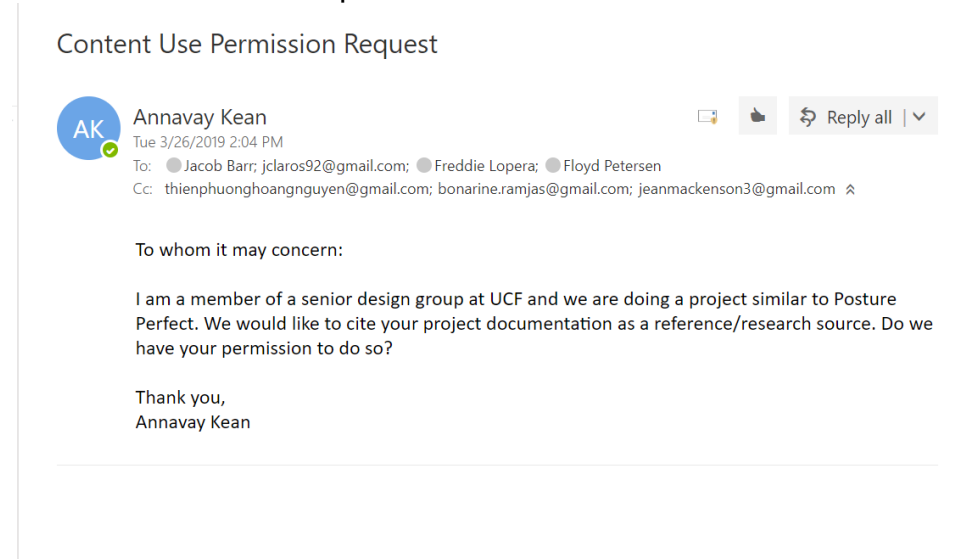 Content Use Permission Request
AK
Annavay Kean
Reply all
Tue 3/26/2019 2:04 PM
To: Jacob Barr; jclaros92@gmail.com; Freddie Lopera; Floyd Petersen
Cc: thienphuonghoangnguyen@gmail.com; bonarine.ramjas@gmail.com; jeanmackenson3@gmail.com
To whom it may concern:
I am a member of a senior design group at UCF and we are doing a project similar to Posture
Perfect. We would like to cite your project documentation as a reference/research source. Do we
have your permission to do so?
Thank you,
Annavay Kean